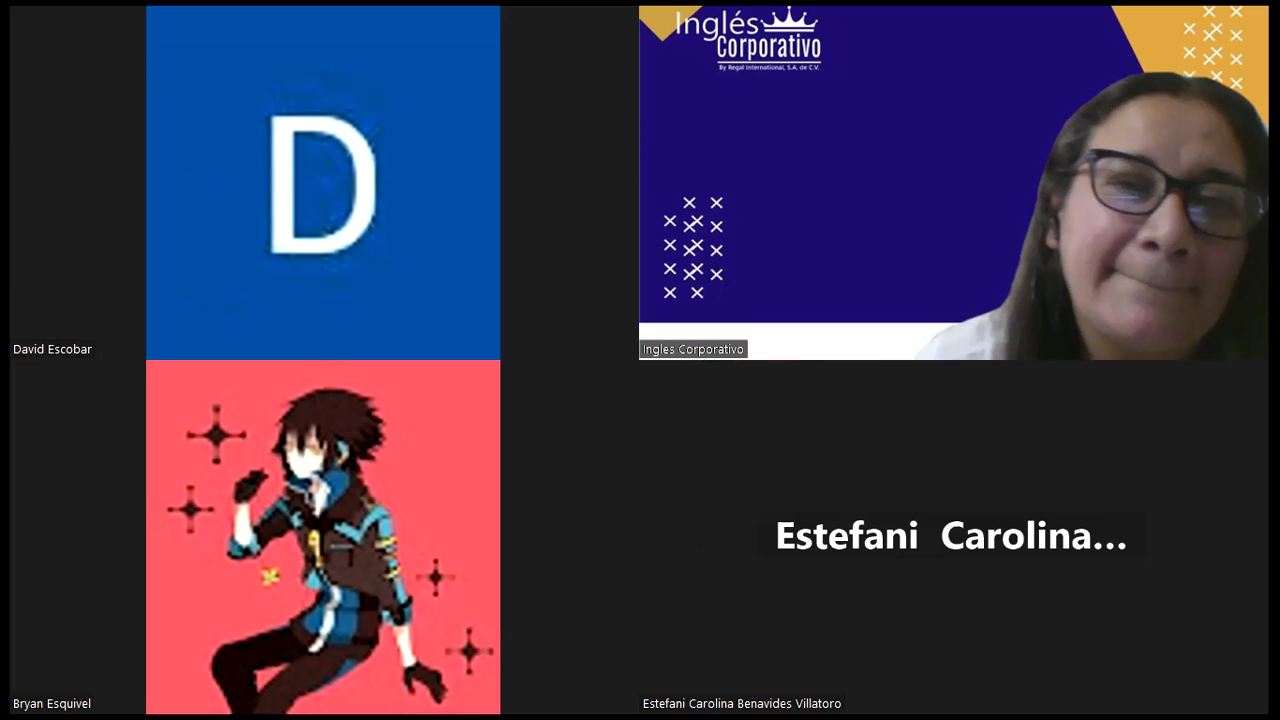 D
David Escobar
Inglés
Corporativo
By Regal International, S.A. de C.V.
Ingles Corporativo
Bryan Esquivel
Estefani Carolina...
Estefani Carolina Benavides Villatoro